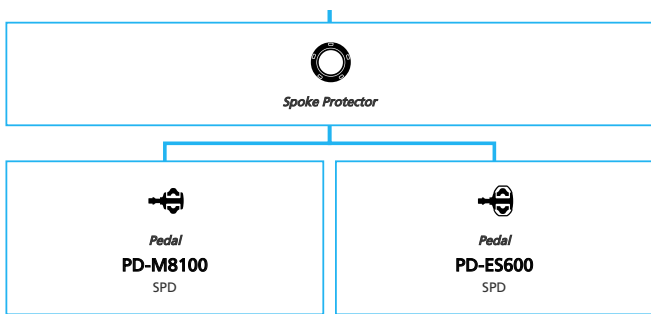 Spoke Protector
Pedal
PD-M8100
SPD
Pedal
PD-ES600
SPD